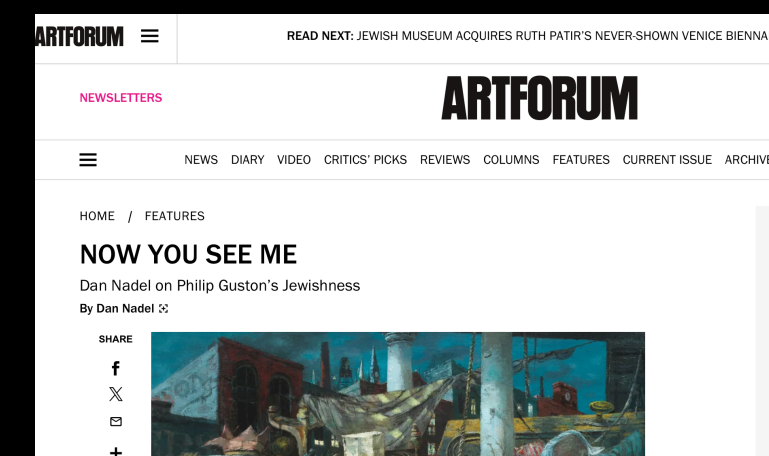 ARTFORUM
READ NEXT: JEWISH MUSEUM ACQUIRES RUTH PATIR'S NEVER-SHOWN VENICE BIENNA
NEWSLETTERS
ARTFORUM
NEWS DIARY VIDEO CRITICS' PICKS REVIEWS COLUMNS FEATURES CURRENT ISSUE ARCHIVE
HOME / FEATURES
NOW YOU SEE ME
Dan Nadel on Philip Guston's Jewishness
By Dan Nadel
SHARE